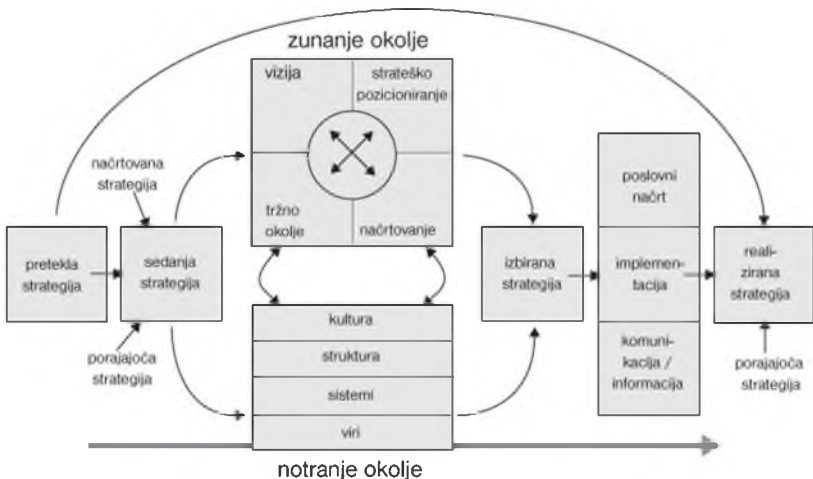 zunanje okolje
vizija
strateško
pozicioniranje
tržno
okolje
načrtovanje
načrtovana
strategija
pretekla
strategija
sedanja
strategija
porajajoča
strategija
kultura
struktura
sistemi
viri
izbirana
strategija
poslovni
načrt
implemen-
tacija
komuni-
kacija /
informacija
reali-
zirana
strategija
porajajoča
strategija
notranje okolje